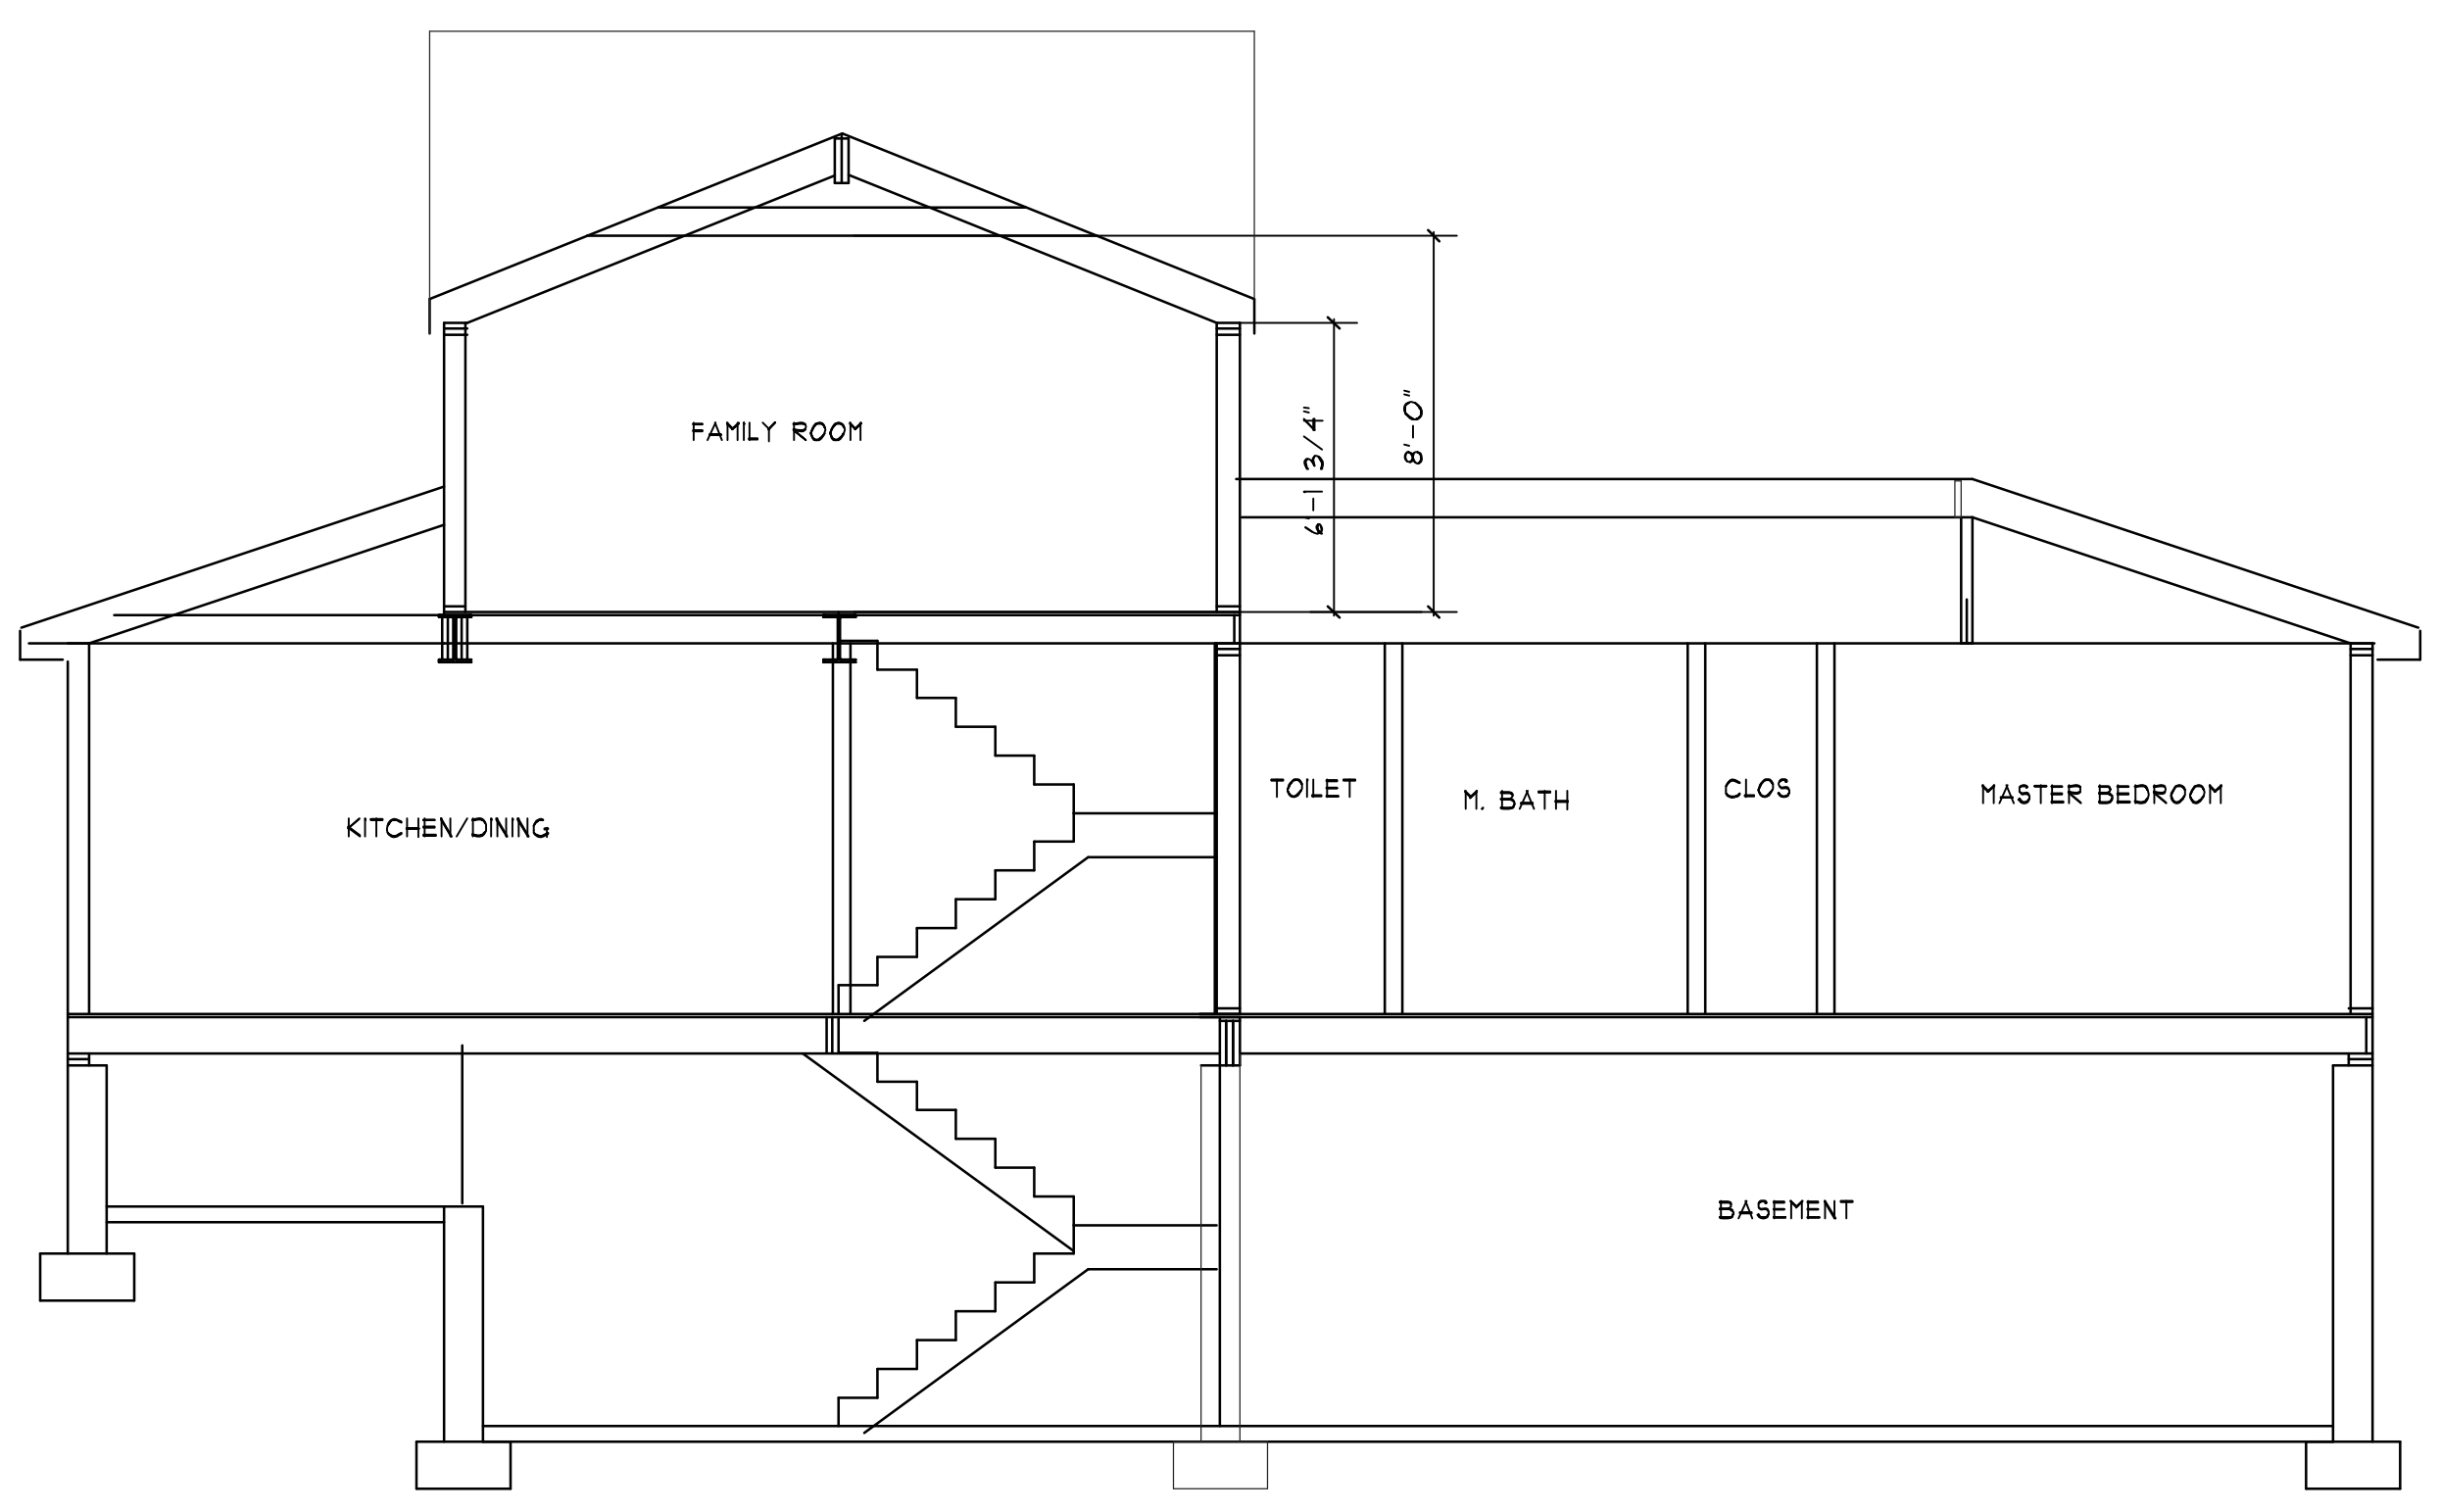 FAMILY ROOM
6'-1 3/4"
8'-0"
KITCHEN/DINING
TOILET
M. BATH
CLOS
MASTER BEDROOM
BASEMENT